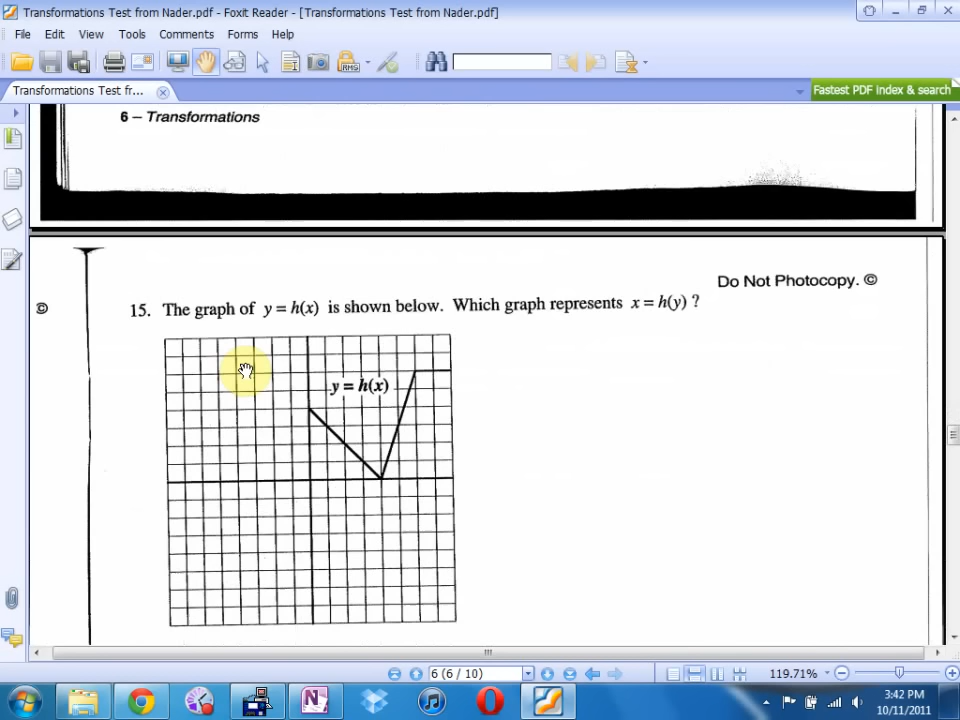 Transformations Test from Nader.pdf - Foxit Reader - [Transformations Test from Nader.pdf]
File Edit View Tools Comments Forms Help
RMS
Transformations Test fr...
Fastest PDF index & search
6 – Transformations
Do Not Photocopy. ©
©
15. The graph of y = h(x) is shown below. Which graph represents x = h(y) ?
y = h(x)
6 (6 / 10)
119.71%
3:42 PM
10/11/2011